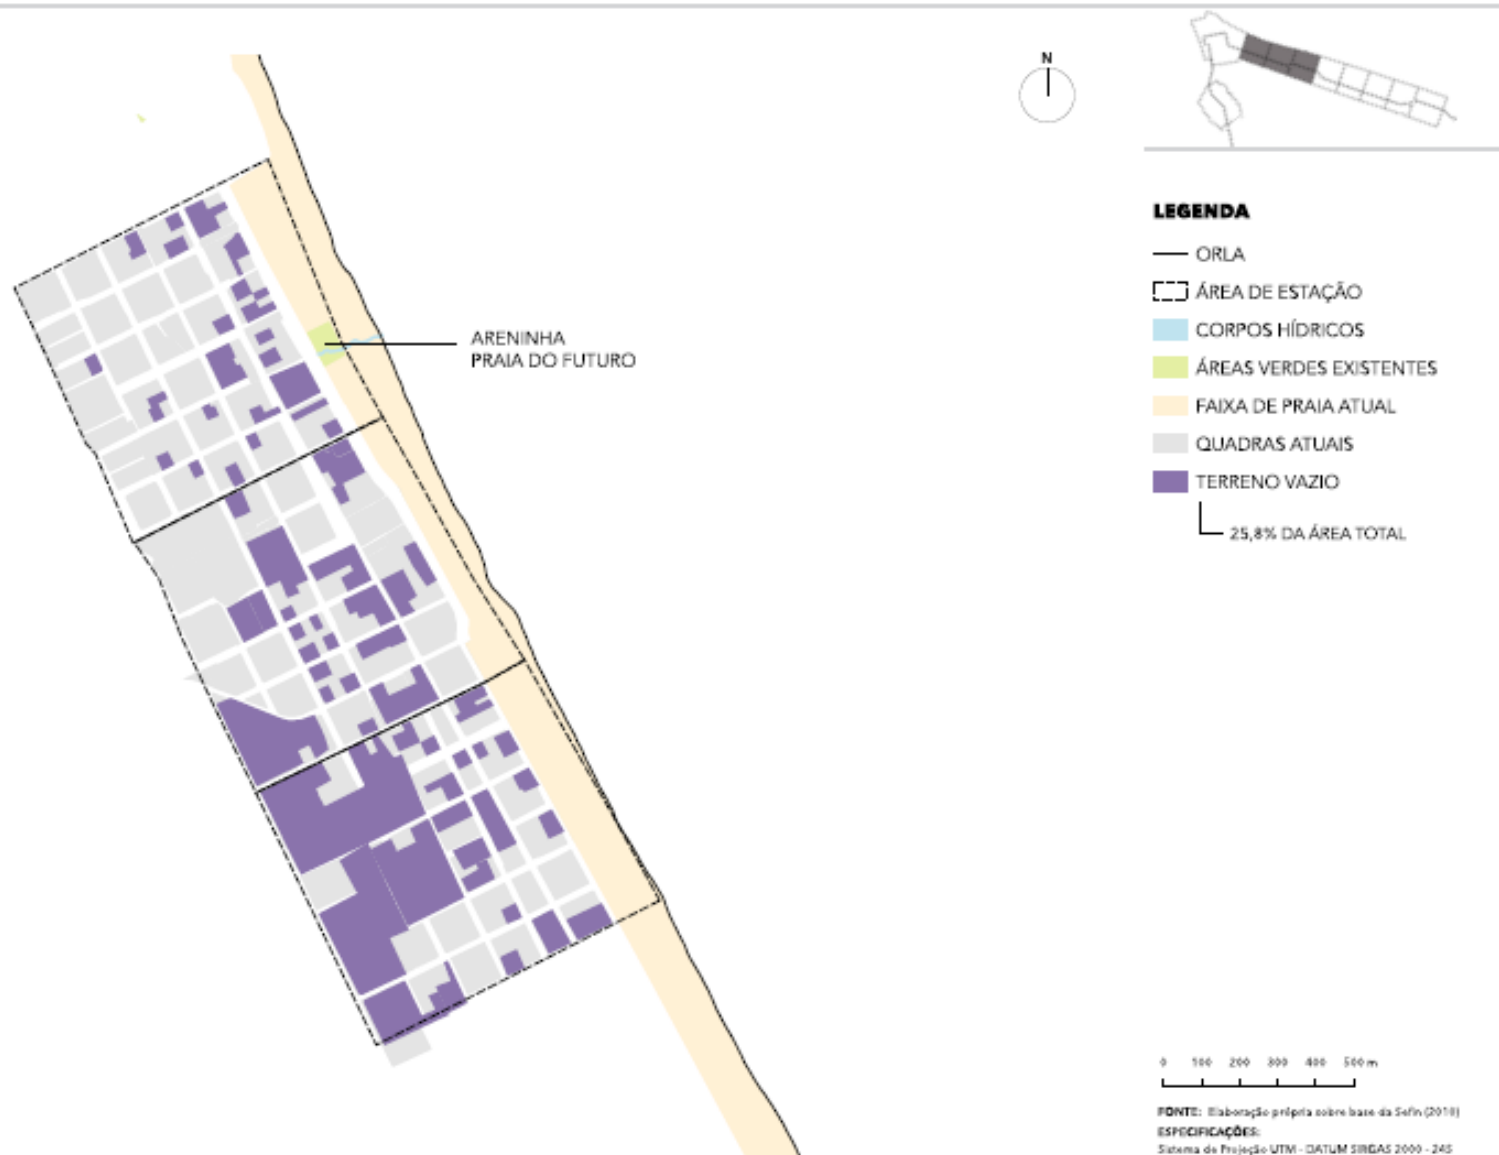 N
LEGENDA
ORLA
ÁREA DE ESTAÇÃO
CORPOS HÍDRICOS
ÁREAS VERDES EXISTENTES
FAIXA DE PRAIA ATUAL
QUADRAS ATUAIS
TERRENO VAZIO
25,8% DA ÁREA TOTAL
ARENINHA
PRAIA DO FUTURO
0 100 200 300 400 500 m
FONTE: Elaboração própria sobre base da Sefin (2010)
ESPECIFICAÇÕES:
Sistema de Projeção UTM - DATUM SIRGAS 2000 - 24S